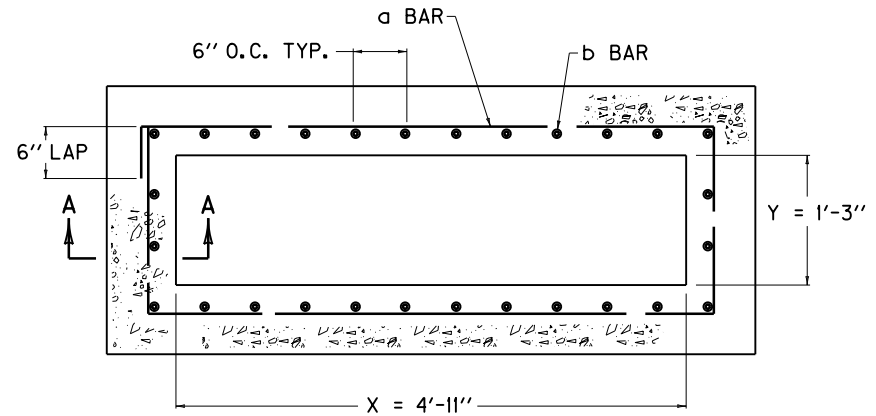 a BAR
6" O.C. TYP.
b BAR
6" LAP
A
A
Y = 1'-3"
X = 4'-11"